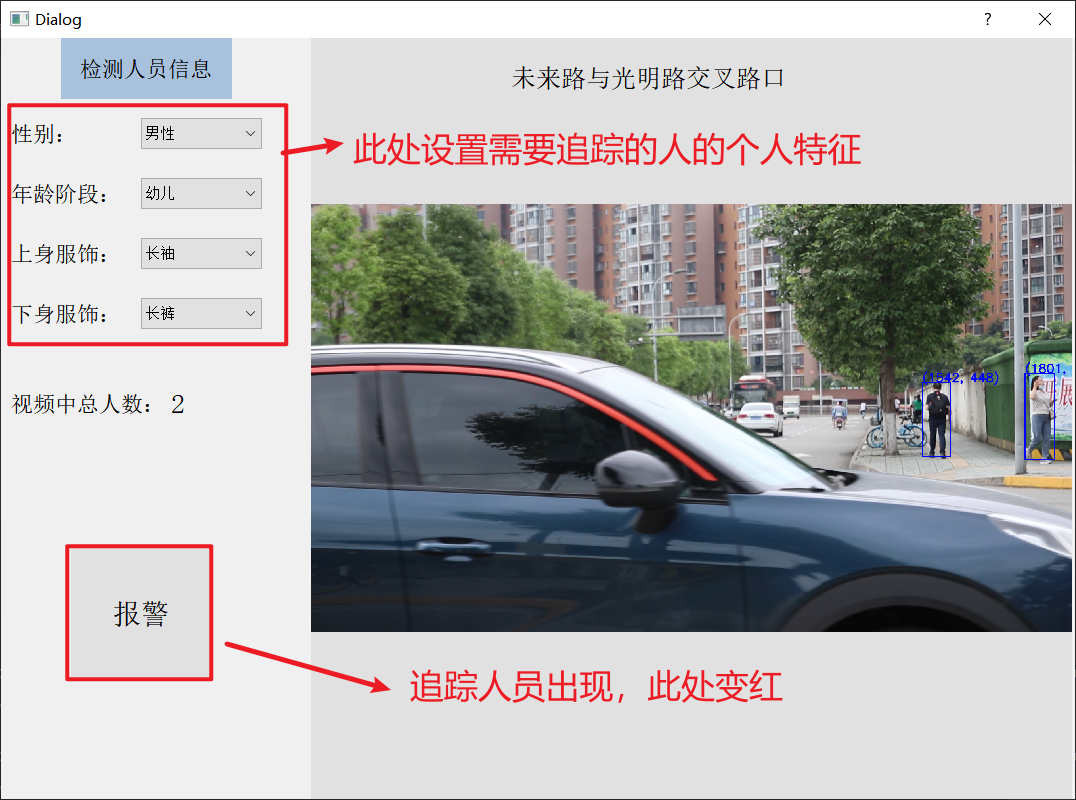 Dialog
?
检测人员信息
性别：
男性
年龄阶段：
幼儿
上身服饰：
长袖
下身服饰：
长裤
视频中总人数： 2
报警
未来路与光明路交叉路口
此处设置需要追踪的人的个人特征
(1542, 448)
(1801,
展
追踪人员出现，此处变红